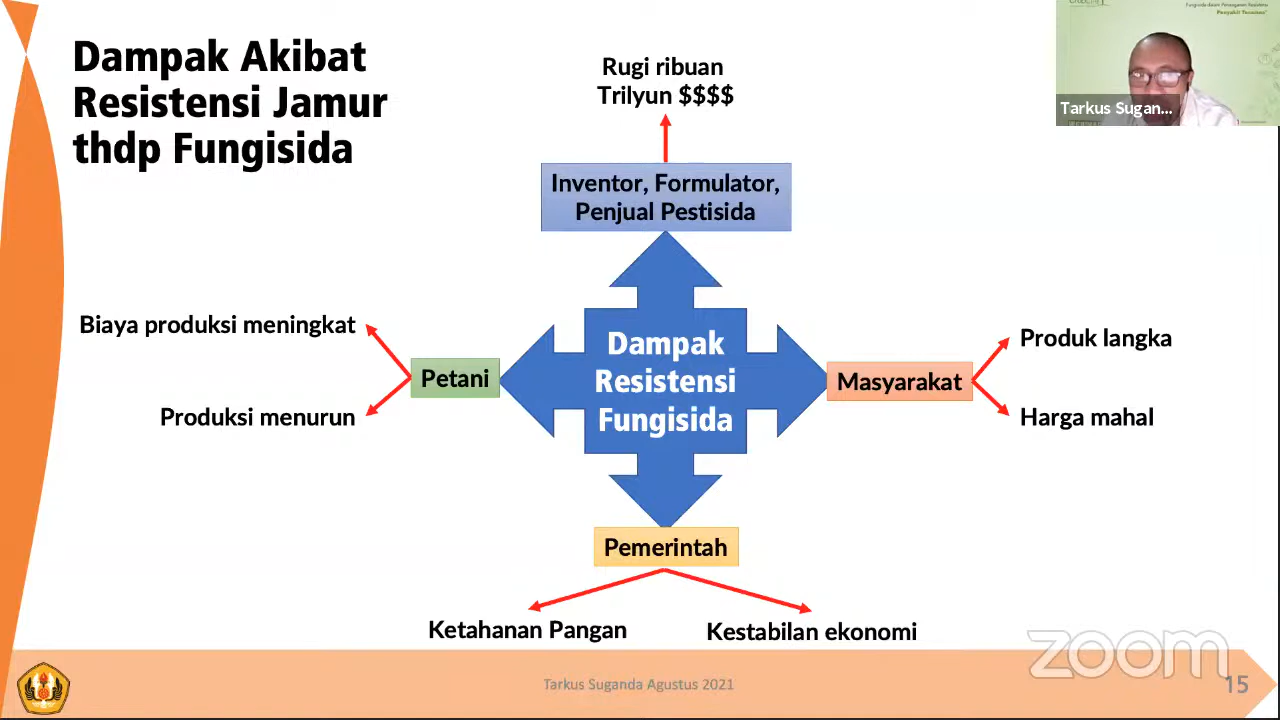 Dampak Akibat
Resistensi Jamur
thdp Fungisida
Rugi ribuan
Trilyun $$$$
Inventor, Formulator,
Penjual Pestisida
Biaya produksi meningkat
Produksi menurun
Petani
Dampak
Resistensi
Fungisida
Masyarakat
Produk langka
Harga mahal
Pemerintah
Ketahanan Pangan
Kestabilan ekonomi
Tarkus Suganda Agustus 2021
15
zoom
Tarkus Sugan...